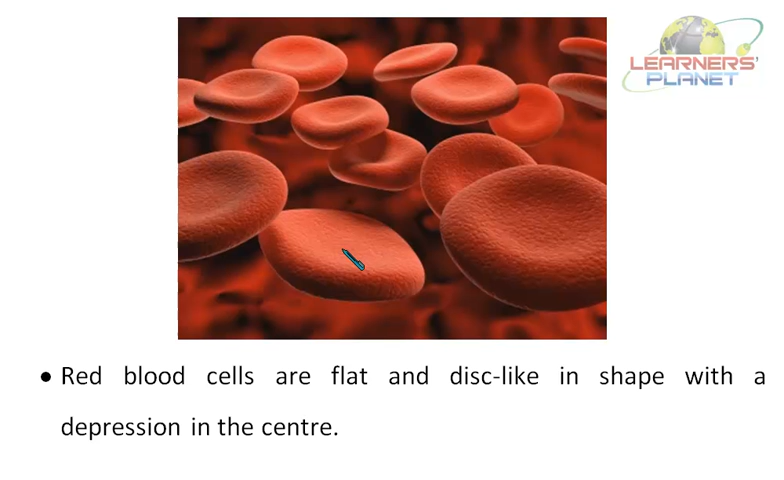 LEARNERS'
PLANET
• Red blood cells are flat and disc-like in shape with a
depression in the centre.